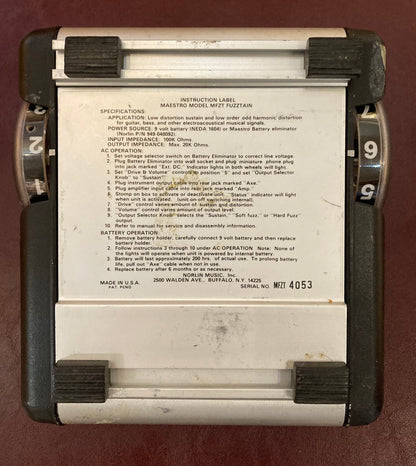 INSTRUCTION LABEL
MAESTRO MODEL MFZT FUZZTAIN
SPECIFICATIONS:
APPLICATION: Low distortion sustain and low order odd harmonic distortion
for guitar, bass, and other electroacoustical musical signals.
POWER SOURCE: 9 volt battery (NEDA 1604) or Maestro Battery eliminator
(Norlin P/N 949-048092).
INPUT IMPEDANCE: 100K Ohms.
OUTPUT IMPEDANCE: Max. 20K Ohms.
AC OPERATION:
1. Set voltage selector switch on Battery Eliminator to correct line voltage.
2. Plug Battery Eliminator into wall socket and plug miniature phone plug
into jack marked "Ext. DC." Indicator lights in both wheels will light.
3. Set "Drive & Volume" controls to position "5" and set "Output Selector
Knob" to "Sustain".
4. Plug instrument output cable into rear jack marked "Axe."
5. Plug amplifier input cable into rear jack marked "Amp."
6. Stomp on box to activate or deactivate unit. "Status" indicator will light
when unit is activated. (unit on-off switching internal).
7. "Drive" control varies amount of sustain and distortion.
8. "Volume" control varies amount of output level.
9. "Output Selector Knob" selects the "Sustain," "Soft fuzz," or "Hard Fuzz"
output.
10. Refer to manual for service and disassembly information.
BATTERY OPERATION:
1. Remove battery holder, carefully connect 9 volt battery and then replace
battery holder.
2. Follow instructions 3 through 10 under AC OPERATION Note: None of
the lights will operate when unit is powered by internal battery.
3. Battery will last approximately 200 hrs. of actual use. To prolong battery
life, pull out "Axe" cable when not in use.
4. Replace battery after 6 months or as necessary.
NORLIN MUSIC, Inc.
MADE IN U.S.A. 2500 WALDEN AVE., BUFFALO, N.Y. 14225
PAT. PEND SERIAL NO. MFZT 4053
2
6
5